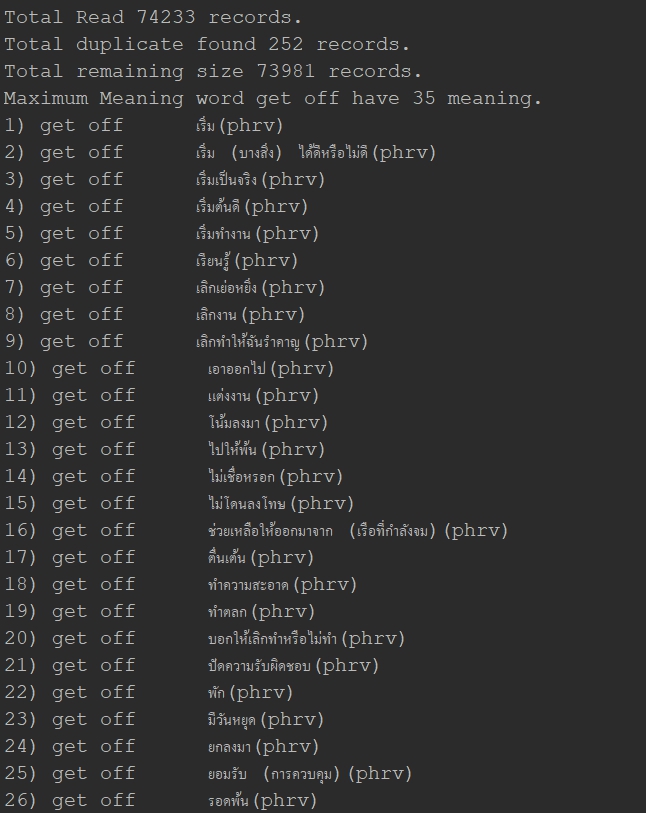 Total Read 74233 records.
Total duplicate found 252 records.
Total remaining size 73981 records.
Maximum Meaning word get off have 35 meaning.
1) get off เริ่ม(phrv)
2) get off เริ่ม (บางสิ่ง) ได้ดีหรือไม่ดี(phrv)
3) get off เริ่มเป็นจริง(phrv)
4) get off เริ่มต้นดี(phrv)
5) get off เริ่มทำงาน(phrv)
6) get off เรียนรู้(phrv)
7) get off เลิกเย่อหยิ่ง(phrv)
8) get off เลิกงาน(phrv)
9) get off เลิกทำให้ฉันรำคาญ(phrv)
10) get off เอาออกไป(phrv)
11) get off แต่งงาน(phrv)
12) get off โน้มลงมา(phrv)
13) get off ไปให้พ้น(phrv)
14) get off ไม่เชื่อหรอก(phrv)
15) get off ไม่โดนลงโทษ(phrv)
16) get off ช่วยเหลือให้ออกมาจาก (เรือที่กำลังจม)(phrv)
17) get off ตื่นเต้น(phrv)
18) get off ทำความสะอาด(phrv)
19) get off ทำตลก(phrv)
20) get off บอกให้เลิกทำหรือไม่ทำ(phrv)
21) get off ปัดความรับผิดชอบ(phrv)
22) get off พัก(phrv)
23) get off มีวันหยุด(phrv)
24) get off ยกลงมา(phrv)
25) get off ยอมรับ (การควบคุม)(phrv)
26) get off รอดพ้น(phrv)